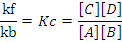 kf/kb = Kc = [C][D]/[A][B]